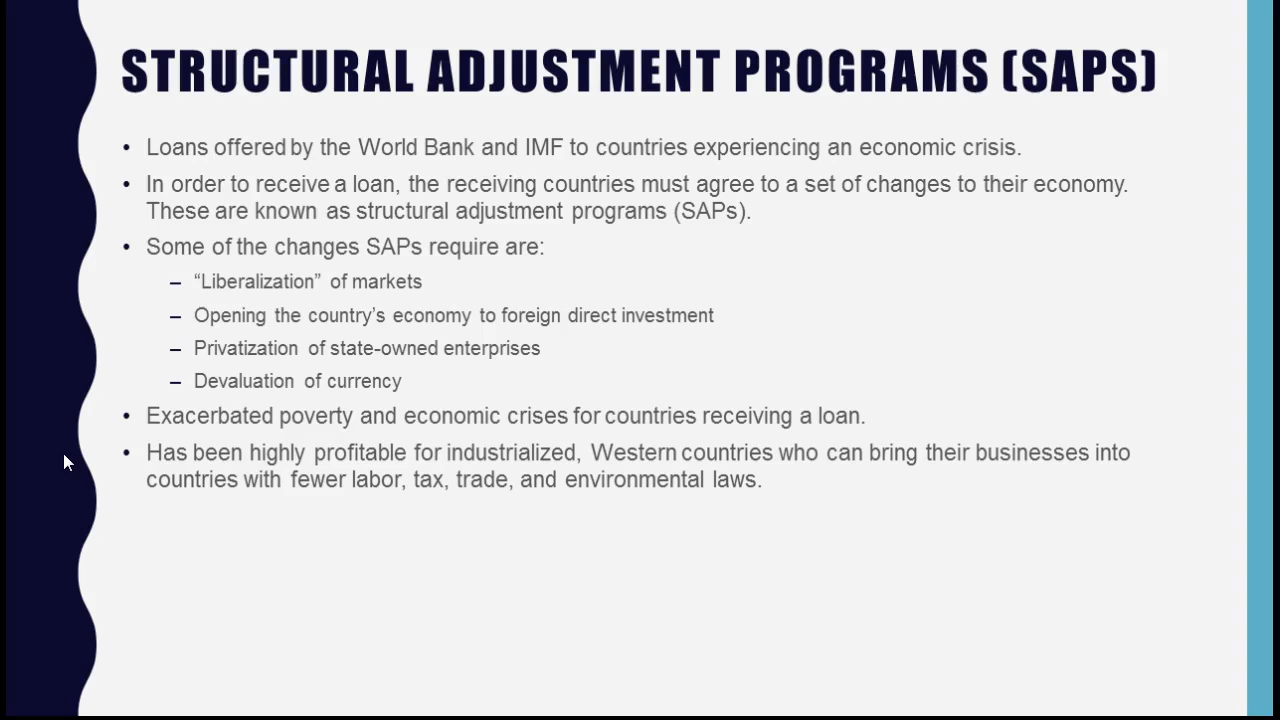 STRUCTURAL ADJUSTMENT PROGRAMS (SAPS)
• Loans offered by the World Bank and IMF to countries experiencing an economic crisis.
• In order to receive a loan, the receiving countries must agree to a set of changes to their economy.
These are known as structural adjustment programs (SAPs).
• Some of the changes SAPs require are:
– “Liberalization” of markets
– Opening the country’s economy to foreign direct investment
– Privatization of state-owned enterprises
– Devaluation of currency
• Exacerbated poverty and economic crises for countries receiving a loan.
• Has been highly profitable for industrialized, Western countries who can bring their businesses into
countries with fewer labor, tax, trade, and environmental laws.